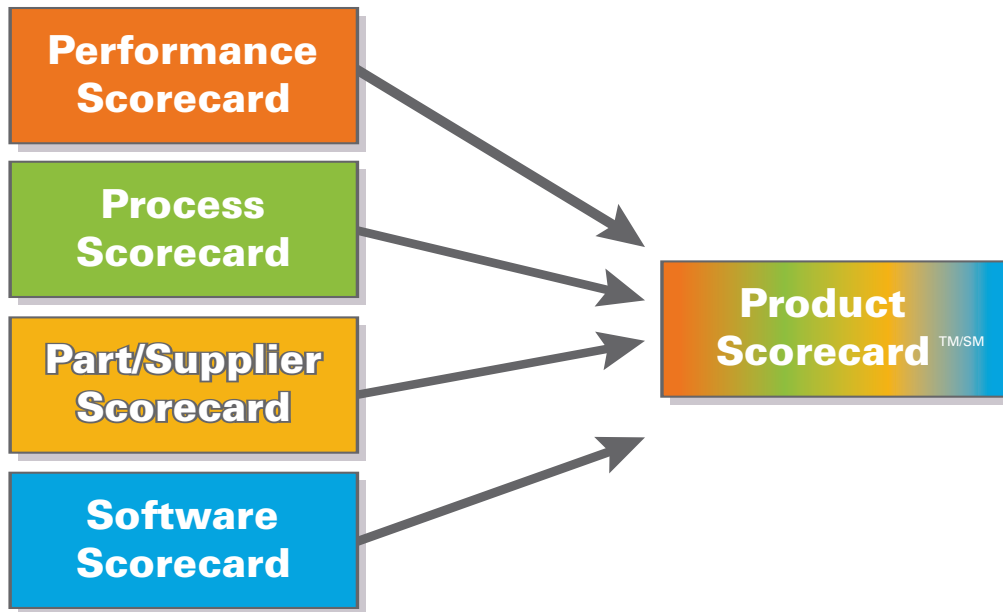 Performance
Scorecard
Process
Scorecard
Part/Supplier
Scorecard
Software
Scorecard
Product
Scorecard TM/SM